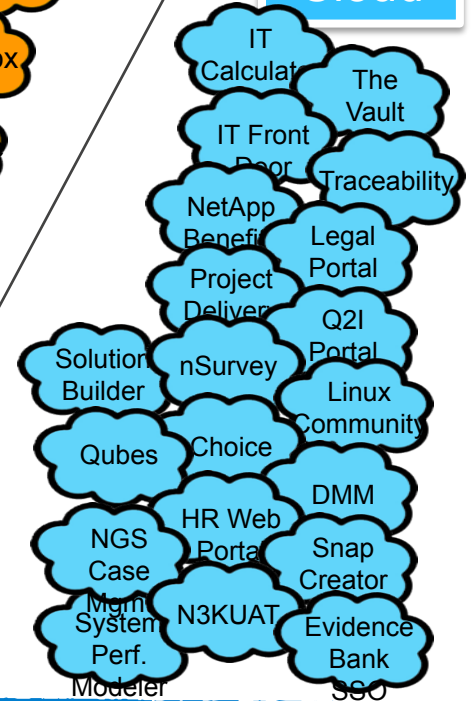 IT
Calculat
The
Vault
IT Front
Door
Traceability
NetApp
Benefi
Legal
Portal
Project
Deliver
Q2I
Portal
Solution
Builder
nSurvey
Linux
Community
Qubes
Choice
DMM
HR Web
Portal
NGS
Case
Mgmt
Snap
Creator
System
Perf.
Modeler
N3KUAT
Evidence
Bank
SSO